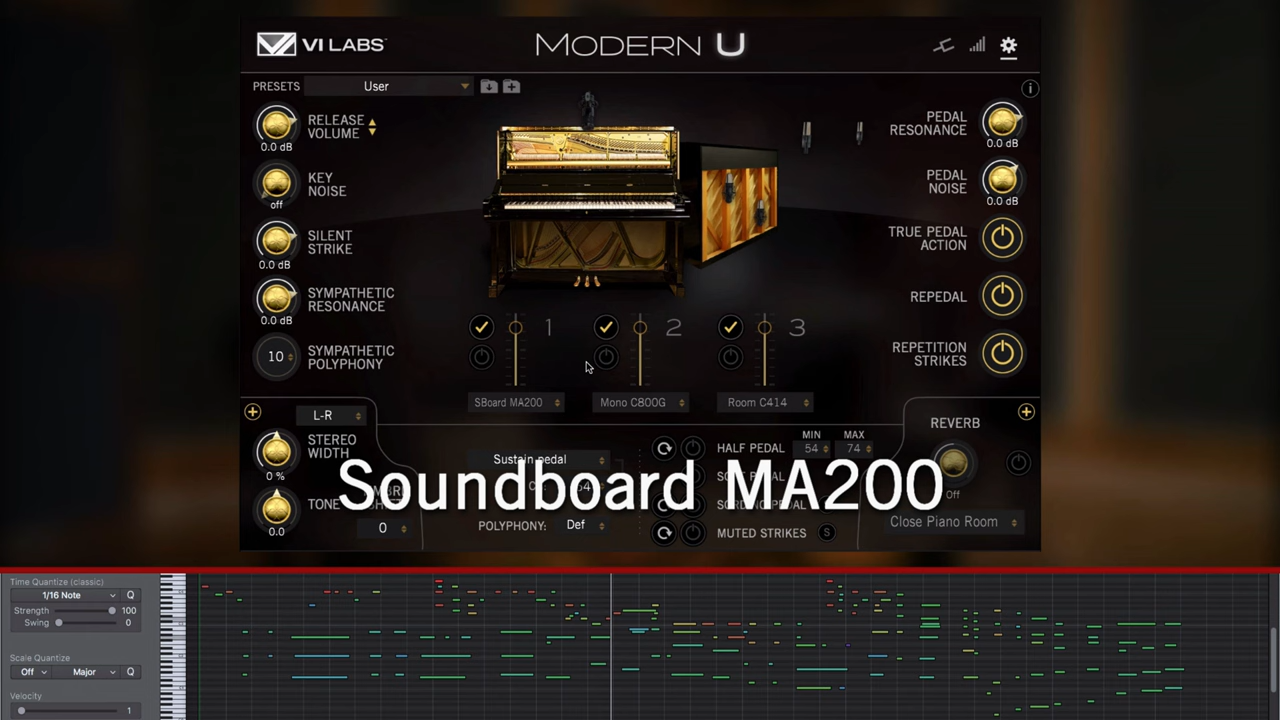 VI LABS
MODERN U
PRESETS
User
i
RELEASE
VOLUME
0.0 dB
KEY
NOISE
off
SILENT
STRIKE
0.0 dB
SYMPATHETIC
RESONANCE
0.0 dB
10
SYMPATHETIC
POLYPHONY
PEDAL
RESONANCE
0.0 dB
PEDAL
NOISE
0.0 dB
TRUE PEDAL
ACTION
REPEDAL
REPETITION
STRIKES
1
2
3
SBoard MA200
Mono C800G
Room C414
L-R
STEREO
WIDTH
0 %
TONE
0.0
0
Sustain pedal
POLYPHONY:
Def
MIN
MAX
HALF PEDAL
54
74
MUTED STRIKES
S
REVERB
Off
Close Piano Room
Soundboard MA200
Time Quantize (classic)
1/16 Note
Q
Strength
100
Swing
0
Scale Quantize
Off
Major
Q
Velocity
1